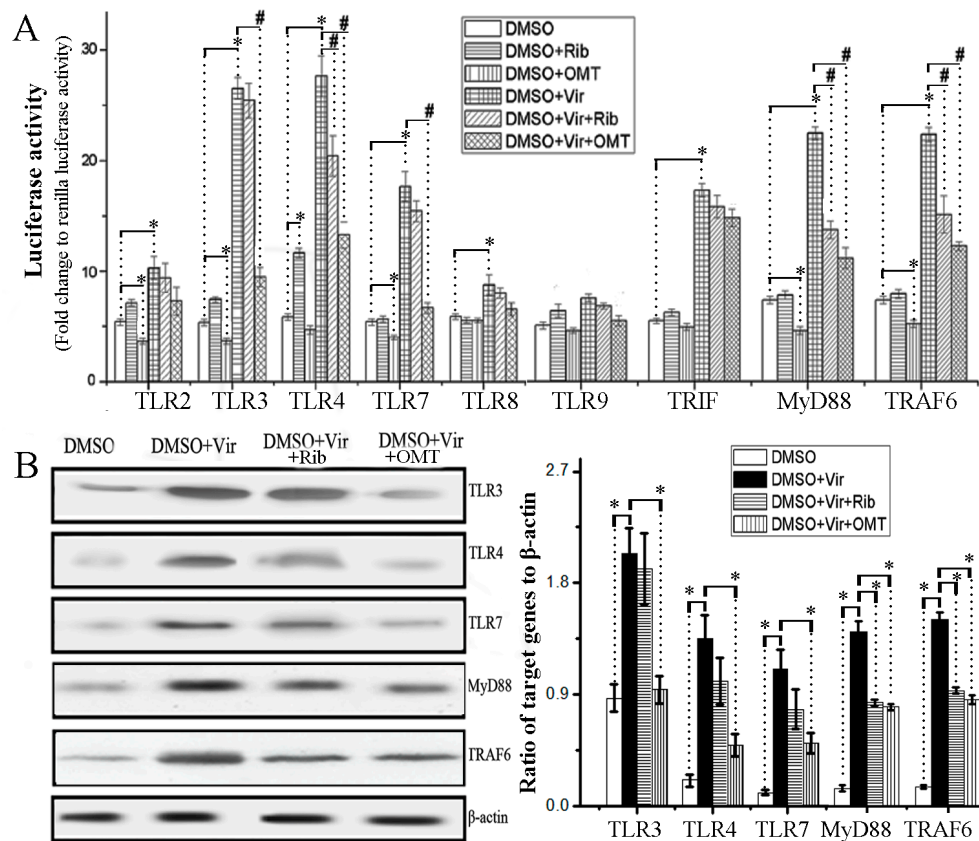 A
Luciferase activity
(Fold change to renilla luciferase activity)
30
20
10
0
DMSO
DMSO+Rib
DMSO+OMT
DMSO+Vir
DMSO+Vir+Rib
DMSO+Vir+OMT
* * * * # * * # # * * # * * * * # # * * # #
TLR2 TLR3 TLR4 TLR7 TLR8 TLR9 TRIF MyD88 TRAF6
B
DMSO DMSO+Vir DMSO+Vir +Rib DMSO+Vir +OMT
TLR3
TLR4
TLR7
MyD88
TRAF6
β-actin
Ratio of target genes to β-actin
2.7
1.8
0.9
0.0
DMSO
DMSO+Vir
DMSO+Vir+Rib
DMSO+Vir+OMT
* * * * * * * * * * * *
TLR3 TLR4 TLR7 MyD88 TRAF6